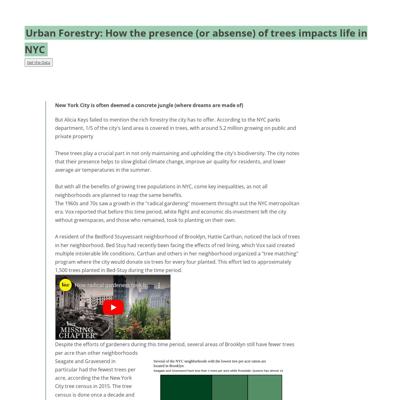 Urban Forestry: How the presence (or absense) of trees impacts life in
NYC
Get the Data
New York City is often deemed a concrete jungle (where dreams are made of)
But Alicia Keys failed to mention the rich forestry the city has to offer. According to the NYC parks
department, 1/5 of the city's land area is covered in trees, with around 5.2 million growing on public and
private property
These trees play a crucial part in not only maintaining and upholding the city's biodiversity. The city notes
that their presence helps to slow global climate change, improve air quality for residents, and lower
average air temperatures in the summer.
But with all the benefits of growing tree populations in NYC, come key inequalities, as not all
neighborhoods are planted to reap the same benefits.
The 1960s and 70s saw a growth in the "radical gardening" movement throughout the NYC metropolitan
era. Vox reported that before this time period, white flight and economic dis investment left the city
without greenspaces, and those who remained, took to planting on their own.
A resident of the Bedford Stuyvessant neighborhood of Brooklyn, Hattie Carthan, noticed the lack of trees
in her neighborhood. Bed Stuy had recently been facing the effects of red lining, which Vox said created
multiple intolerable life conditions. Carthan and others in her neighborhood organized a "tree matching"
program where the city would donate six trees for every four planted. This effort led to approximately
1,500 trees planted in Bed-Stuy during the time period.
Vox
How radical gardeners took b
MISSING
CHAPTER
Despite the efforts of gardeners during this time period, several areas of Brooklyn still have fewer trees
per acre than other neighborhoods
Several of the NYC neighborhoods with the lowest tree per acre ration are
located in Brooklyn
Seagate and Gravesend in
particular had the fewest trees per
acre, according the the New York
City tree census in 2015. The tree
census is done once a decade and